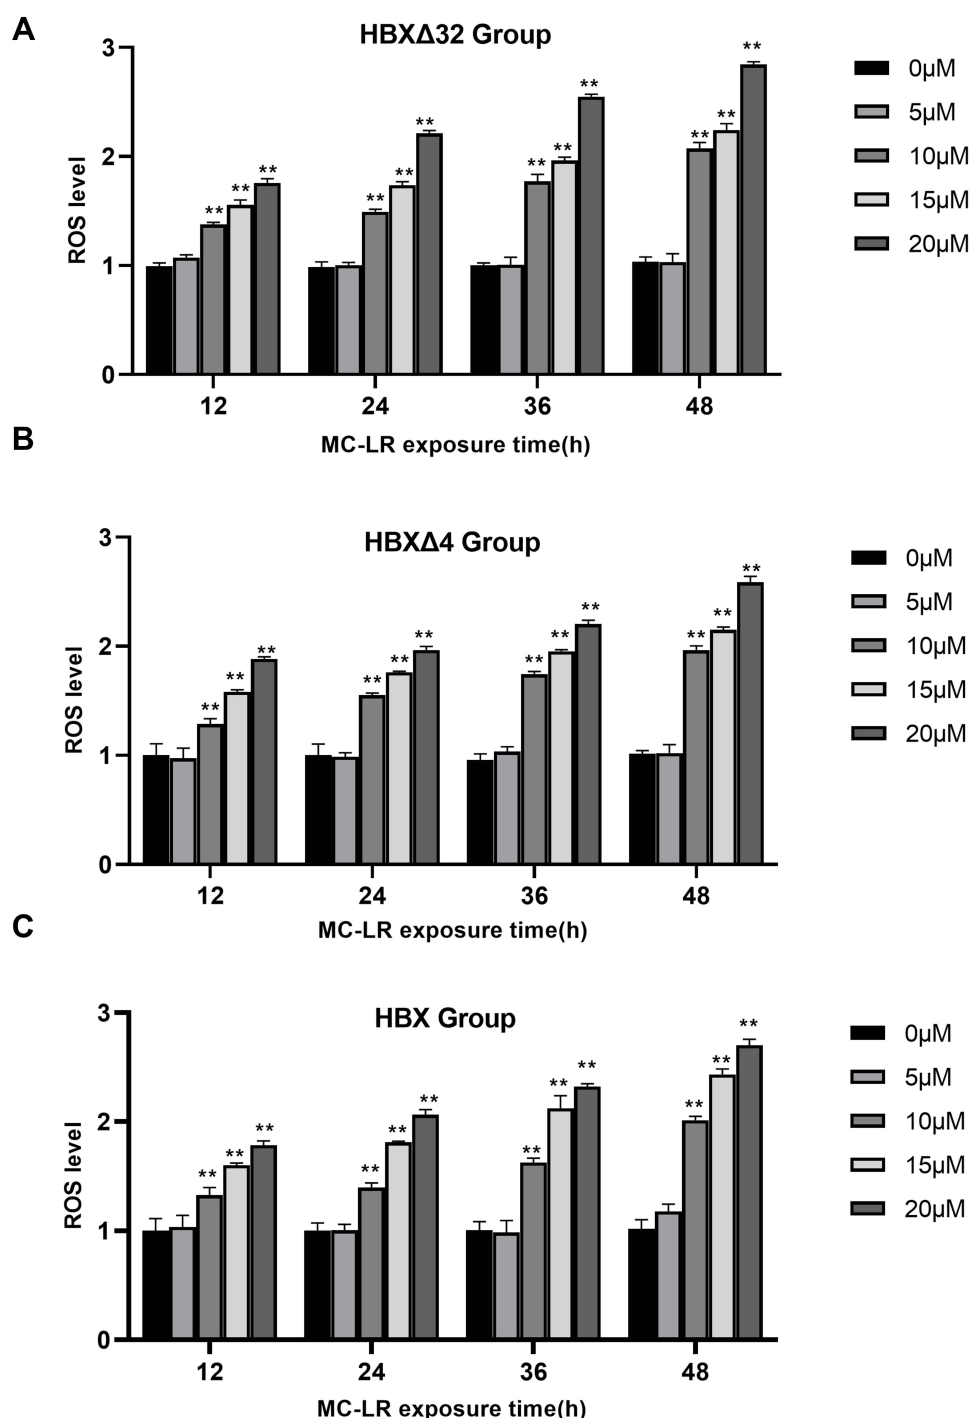 A
HBXΔ32 Group
ROS level
3
2
1
0
** ** **
** ** **
** ** **
** ** **
12 24 36 48
MC-LR exposure time(h)
0μM
5μM
10μM
15μM
20μM
B
HBXΔ4 Group
ROS level
3
2
1
0
** ** **
** ** **
** ** **
** ** **
12 24 36 48
MC-LR exposure time(h)
0μM
5μM
10μM
15μM
20μM
C
HBX Group
ROS level
3
2
1
0
** ** **
** ** **
** ** **
** ** **
12 24 36 48
MC-LR exposure time(h)
0μM
5μM
10μM
15μM
20μM